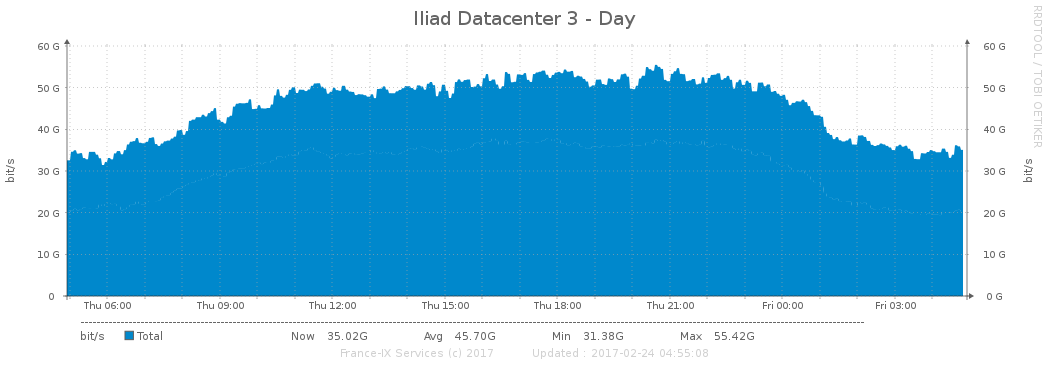 Iliad Datacenter 3 - Day
RRDTOOL / TOBI OETIKER
60 G
60 G
50 G
50 G
40 G
40 G
30 G
30 G
20 G
20 G
10 G
10 G
0
0 G
bit/s
bit/s
Thu 06:00 Thu 09:00 Thu 12:00 Thu 15:00 Thu 18:00 Thu 21:00 Fri 00:00 Fri 03:00
bit/s Total Now 35.02G Avg 45.70G Min 31.38G Max 55.42G
France-IX Services (c) 2017 Updated : 2017-02-24 04:55:08